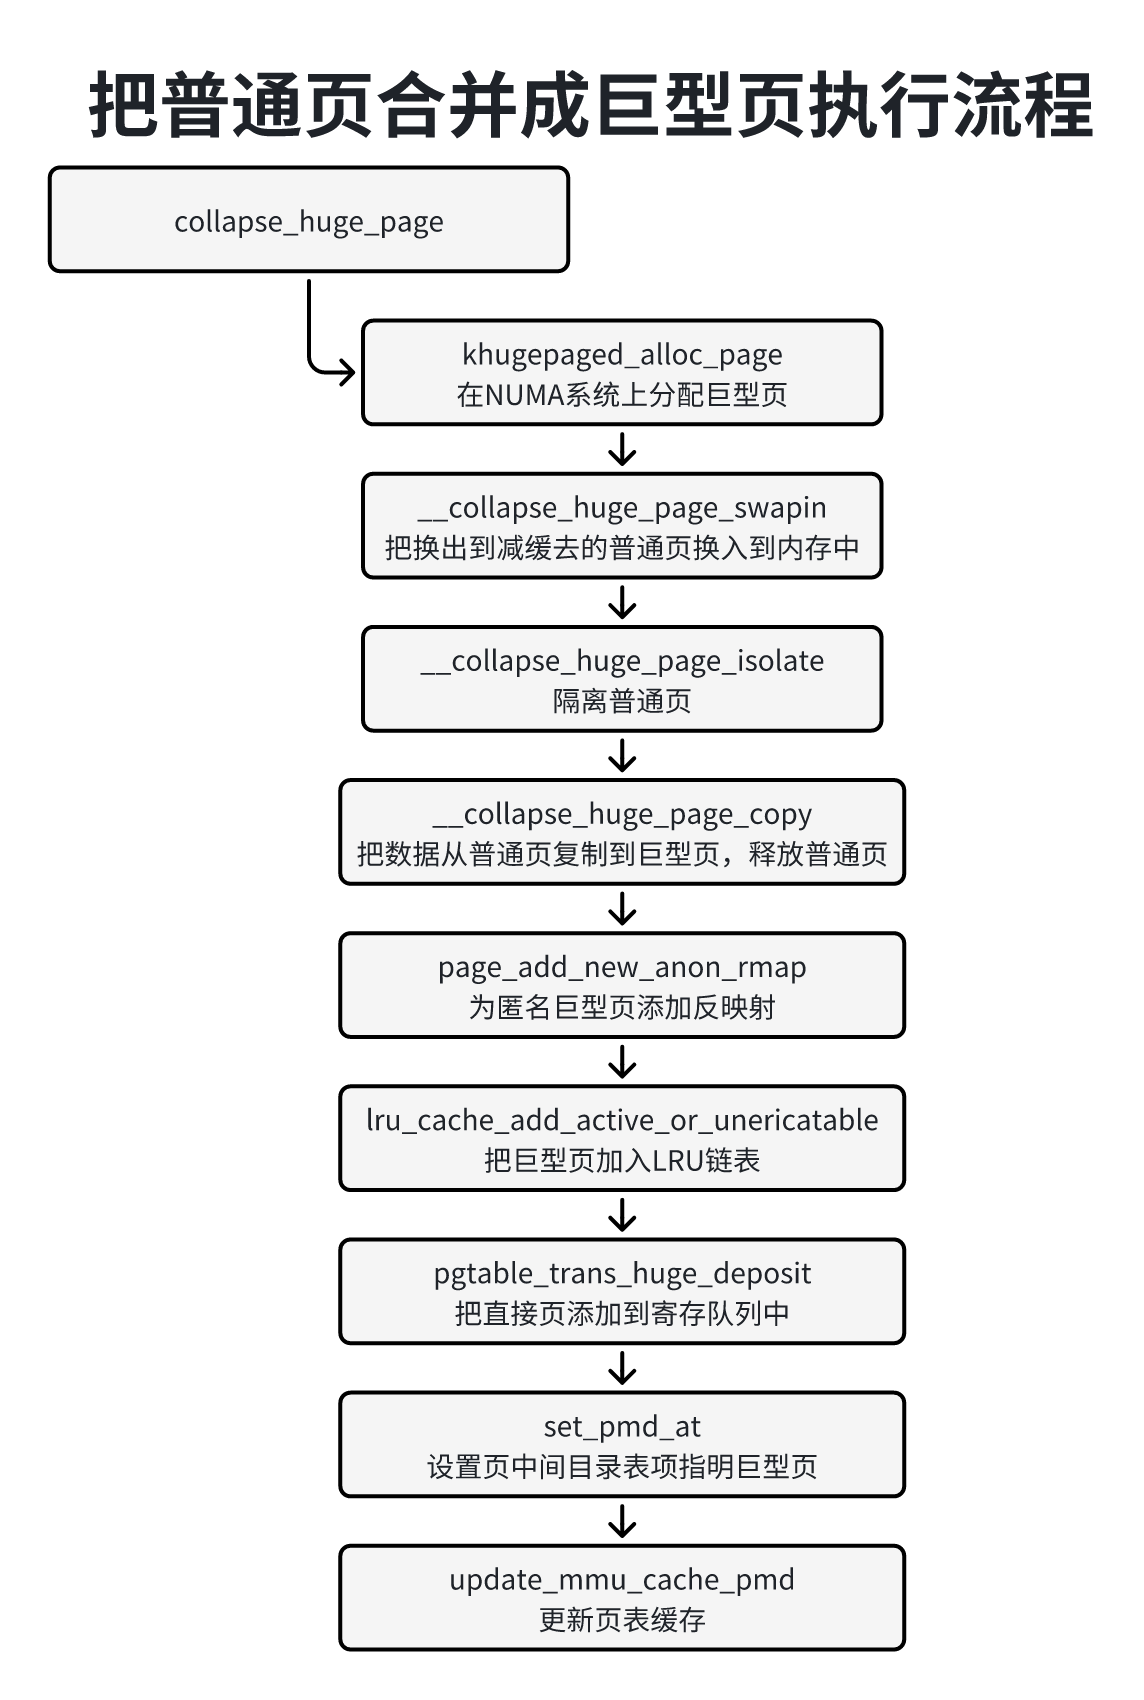 把普通页合并成巨型页执行流程
collapse_huge_page
khugepaged_alloc_page
在NUMA系统上分配巨型页
__collapse_huge_page_swapin
把换出到减缓去的普通页换入到内存中
__collapse_huge_page_isolate
隔离普通页
__collapse_huge_page_copy
把数据从普通页复制到巨型页，释放普通页
page_add_new_anon_rmap
为匿名巨型页添加反映射
lru_cache_add_active_or_unericatable
把巨型页加入LRU链表
pgtable_trans_huge_deposit
把直接页添加到寄存队列中
set_pmd_at
设置页中间目录表项指明巨型页
update_mmu_cache_pmd
更新页表缓存